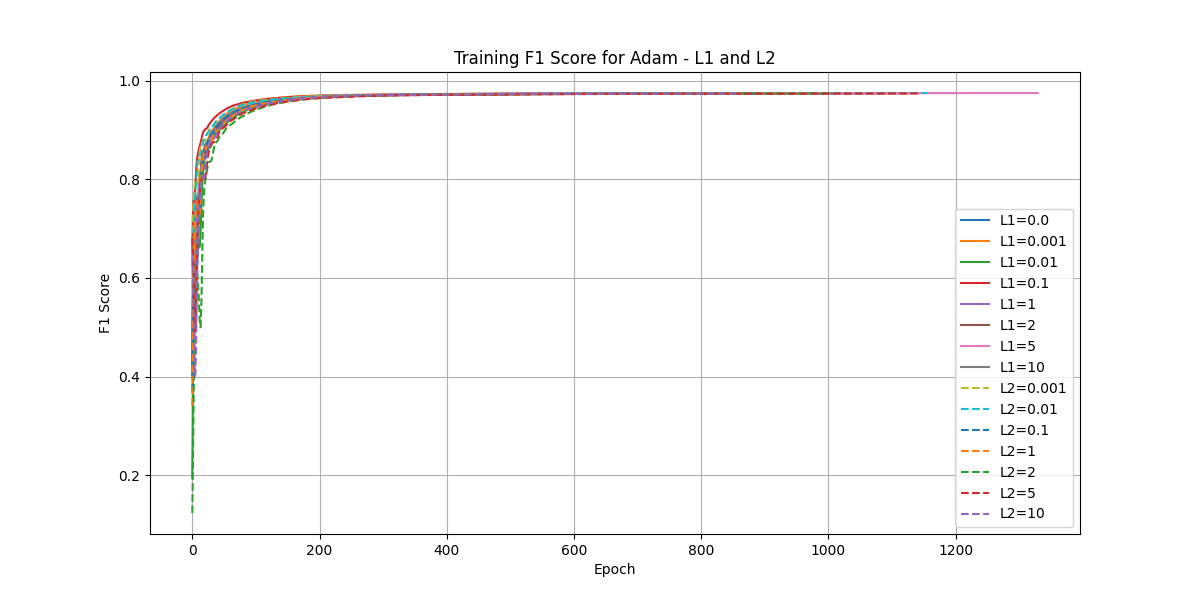 Training F1 Score for Adam - L1 and L2
F1 Score
1.0
0.8
0.6
0.4
0.2
0
200
400
600
800
1000
1200
Epoch
L1=0.0
L1=0.001
L1=0.01
L1=0.1
L1=1
L1=2
L1=5
L1=10
L2=0.001
L2=0.01
L2=0.1
L2=1
L2=2
L2=5
L2=10